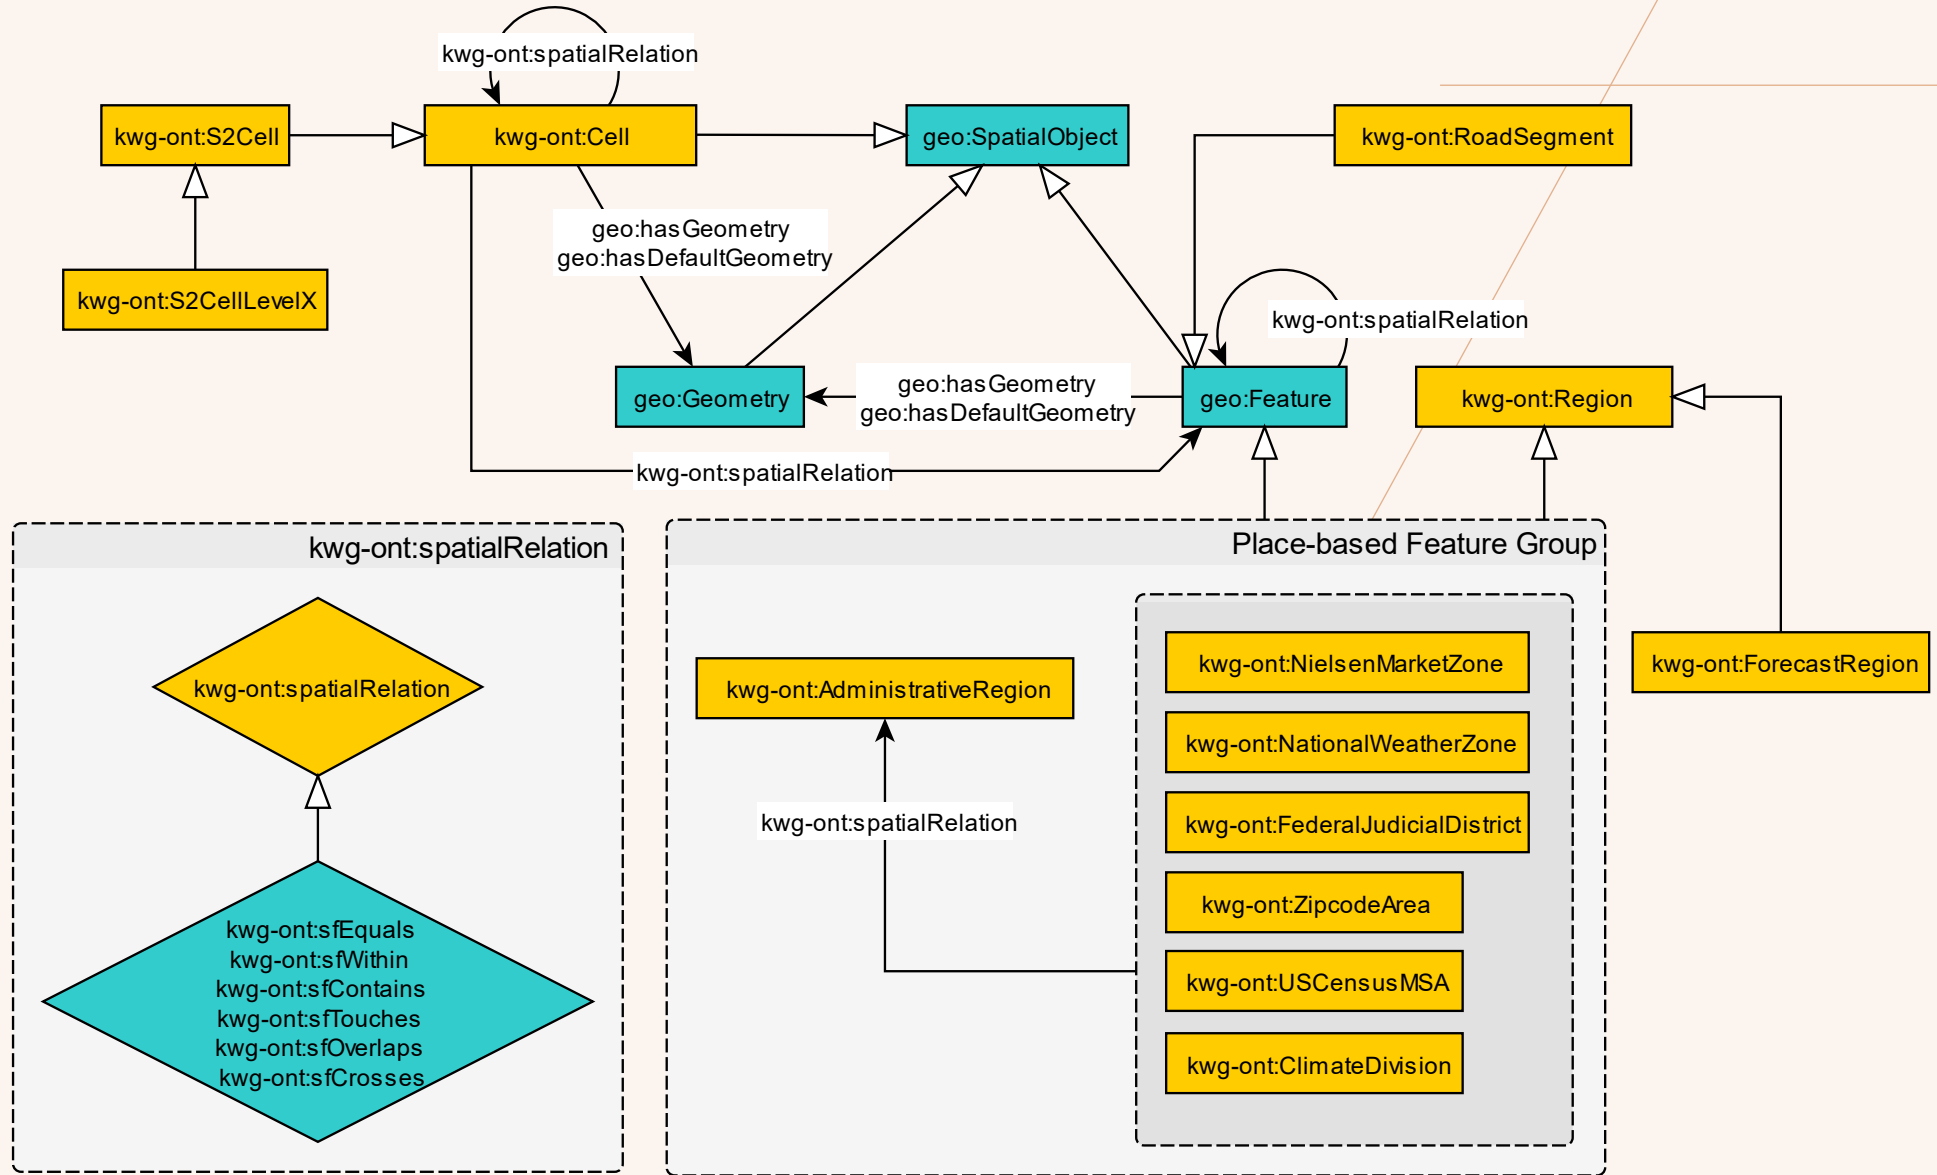 kwg-ont:spatialRelation
kwg-ont:S2Cell
kwg-ont:Cell
geo:SpatialObject
kwg-ont:RoadSegment
geo:hasGeometry
geo:hasDefaultGeometry
kwg-ont:S2CellLevelX
kwg-ont:spatialRelation
geo:Geometry
geo:hasGeometry
geo:hasDefaultGeometry
geo:Feature
kwg-ont:Region
kwg-ont:spatialRelation
kwg-ont:spatialRelation
kwg-ont:spatialRelation
kwg-ont:sfEquals
kwg-ont:sfWithin
kwg-ont:sfContains
kwg-ont:sfTouches
kwg-ont:sfOverlaps
kwg-ont:sfCrosses
Place-based Feature Group
kwg-ont:AdministrativeRegion
kwg-ont:spatialRelation
kwg-ont:NielsenMarketZone
kwg-ont:NationalWeatherZone
kwg-ont:FederalJudicialDistrict
kwg-ont:ZipcodeArea
kwg-ont:USCensusMSA
kwg-ont:ClimateDivision
kwg-ont:ForecastRegion